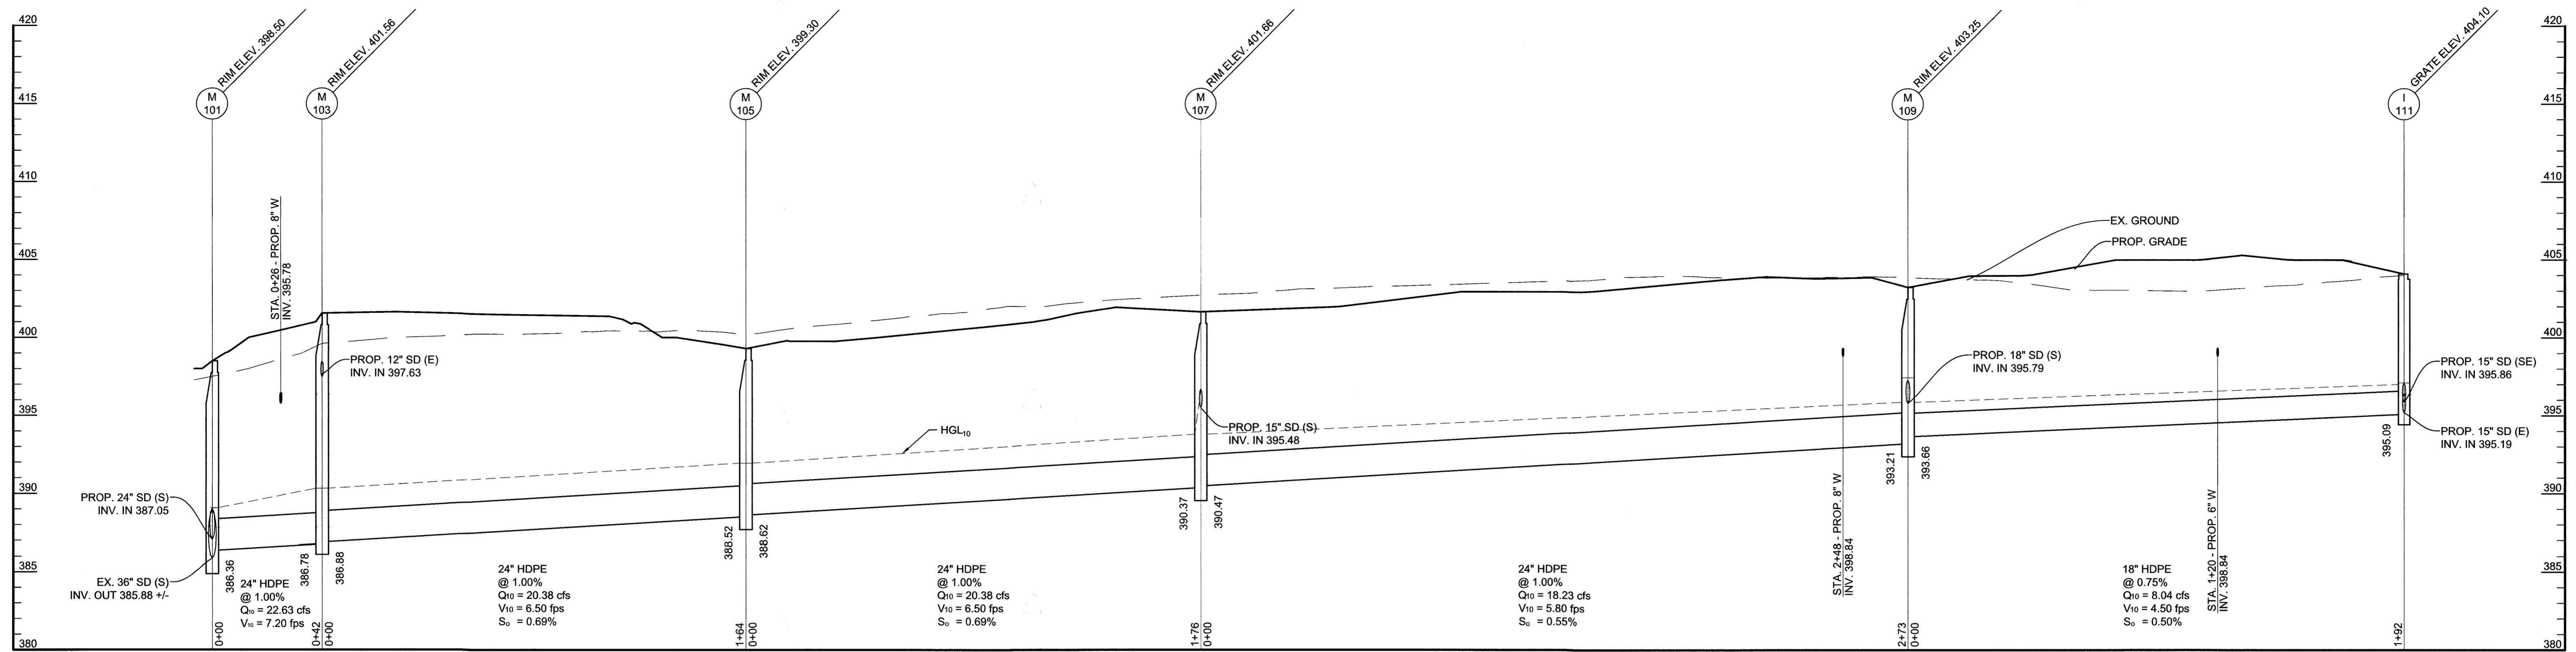 420
415
410
405
400
395
390
385
380
RIM ELEV. 398.50
M
101
RIM ELEV. 401.56
M
103
RIM ELEV. 399.30
M
105
RIM ELEV. 401.66
M
107
RIM ELEV. 403.25
M
109
GRATE ELEV. 404.10
I
111
STA. 0+26 - PROP. 8" W
INV. 395.78
PROP. 12" SD (E)
INV. IN 397.63
PROP. 24" SD (S)
INV. IN 387.05
EX. 36" SD (S)
INV. OUT 385.88 +/-
HGL10
PROP. 15" SD (S)
INV. IN 395.48
EX. GROUND
PROP. GRADE
PROP. 18" SD (S)
INV. IN 395.79
PROP. 15" SD (SE)
INV. IN 395.86
PROP. 15" SD (E)
INV. IN 395.19
386.36
386.78
386.88
388.52
388.62
390.37
390.47
393.21
393.66
395.09
24" HDPE
@ 1.00%
Q10 = 22.63 cfs
V10 = 7.20 fps
24" HDPE
@ 1.00%
Q10 = 20.38 cfs
V10 = 6.50 fps
So = 0.69%
24" HDPE
@ 1.00%
Q10 = 20.38 cfs
V10 = 6.50 fps
So = 0.69%
24" HDPE
@ 1.00%
Q10 = 18.23 cfs
V10 = 5.80 fps
So = 0.55%
STA. 2+48 - PROP. 8" W
INV. 398.84
18" HDPE
@ 0.75%
Q10 = 8.04 cfs
V10 = 4.50 fps
So = 0.50%
STA. 1+20 - PROP. 6" W
INV. 398.84
0+00
0+42
0+00
1+64
0+00
1+76
0+00
2+73
0+00
1+92
420
415
410
405
400
395
390
385
380